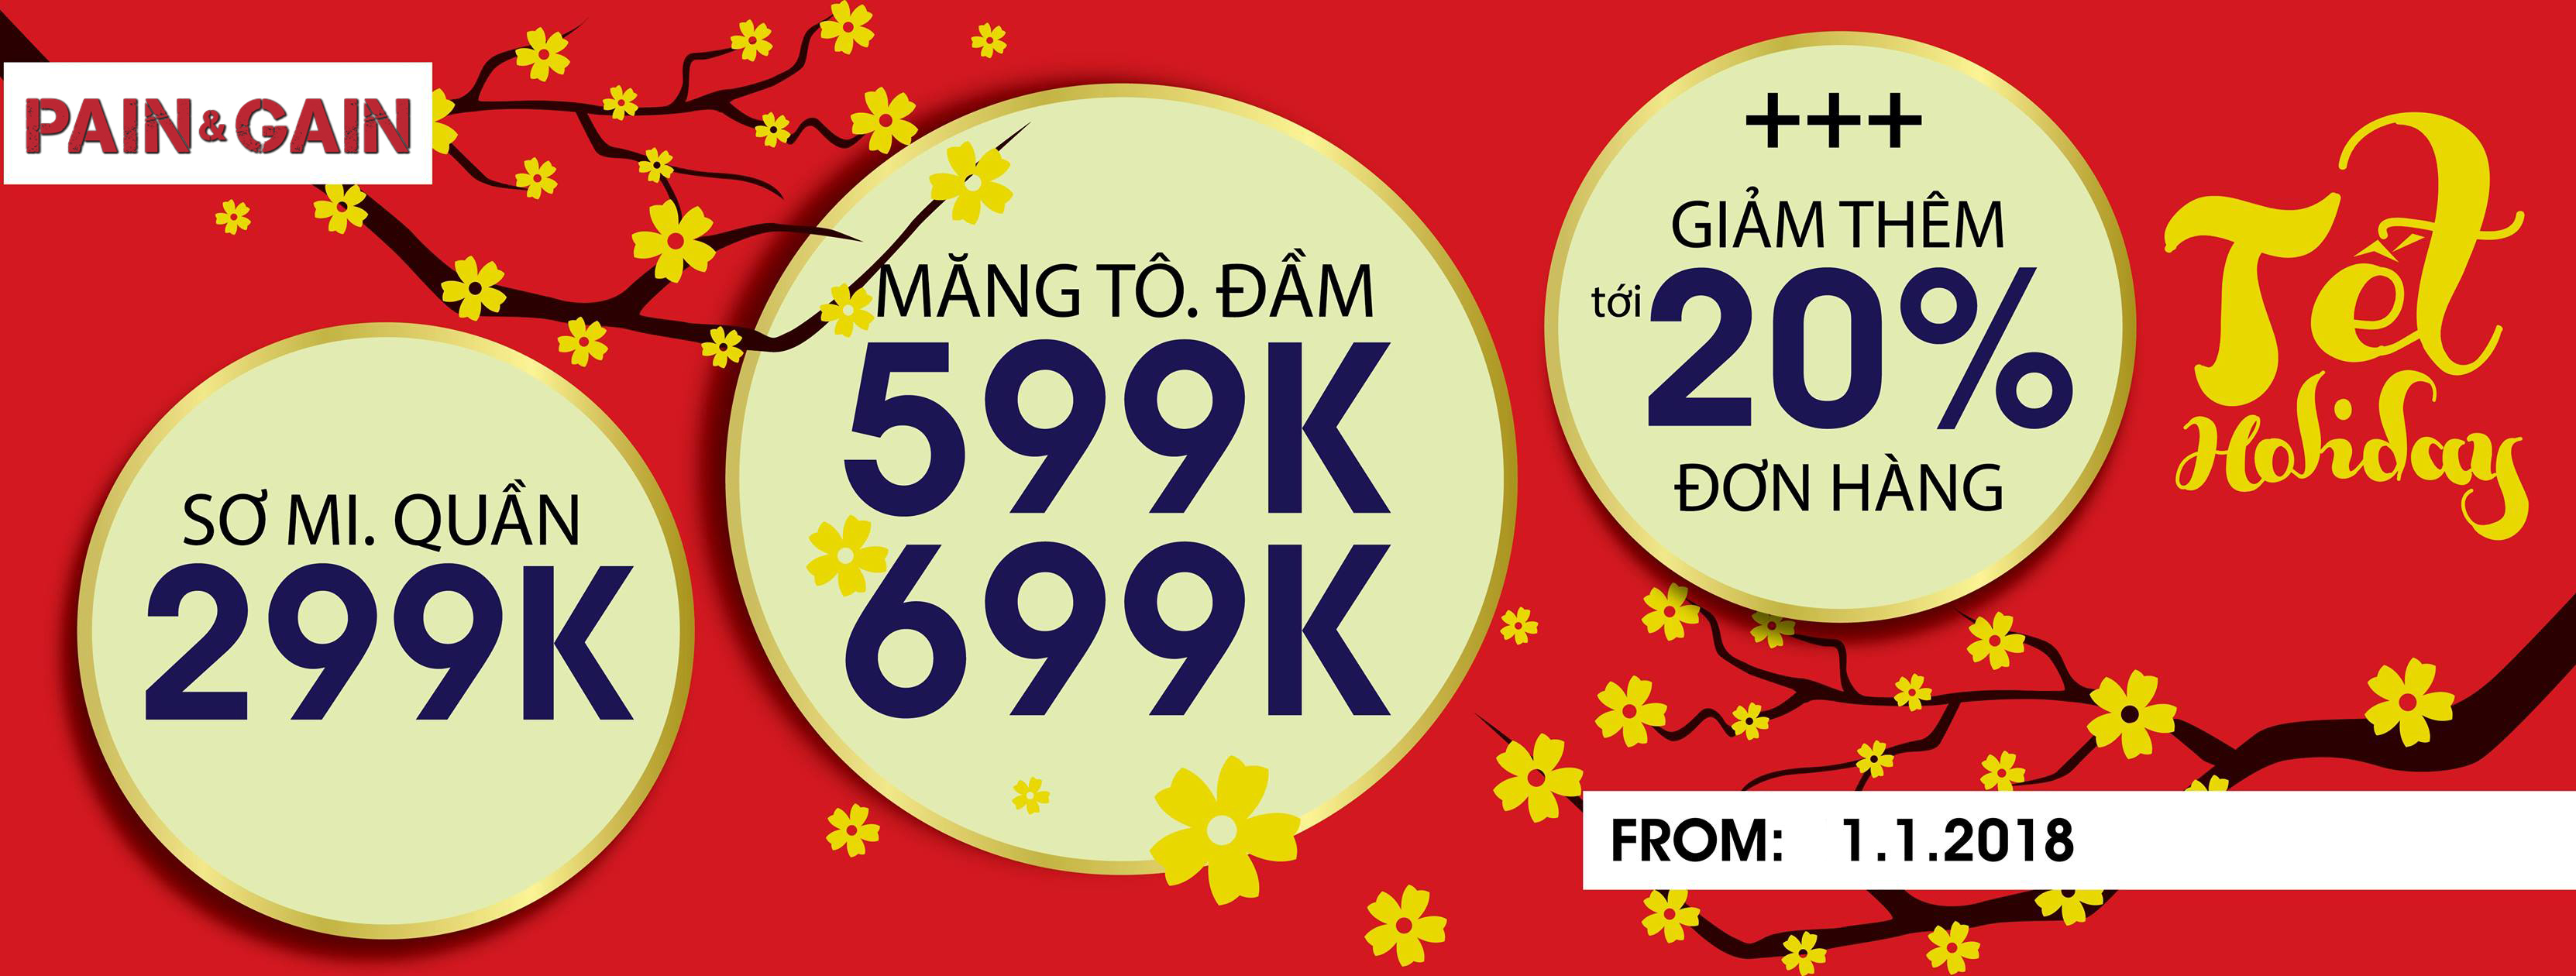 PAIN & GAIN
SƠ MI. QUẦN
299K
MĂNG TÔ. ĐẦM
599K
699K
+++
GIẢM THÊM
tới 20%
ĐƠN HÀNG
Tết
Holiday
FROM: 1.1.2018